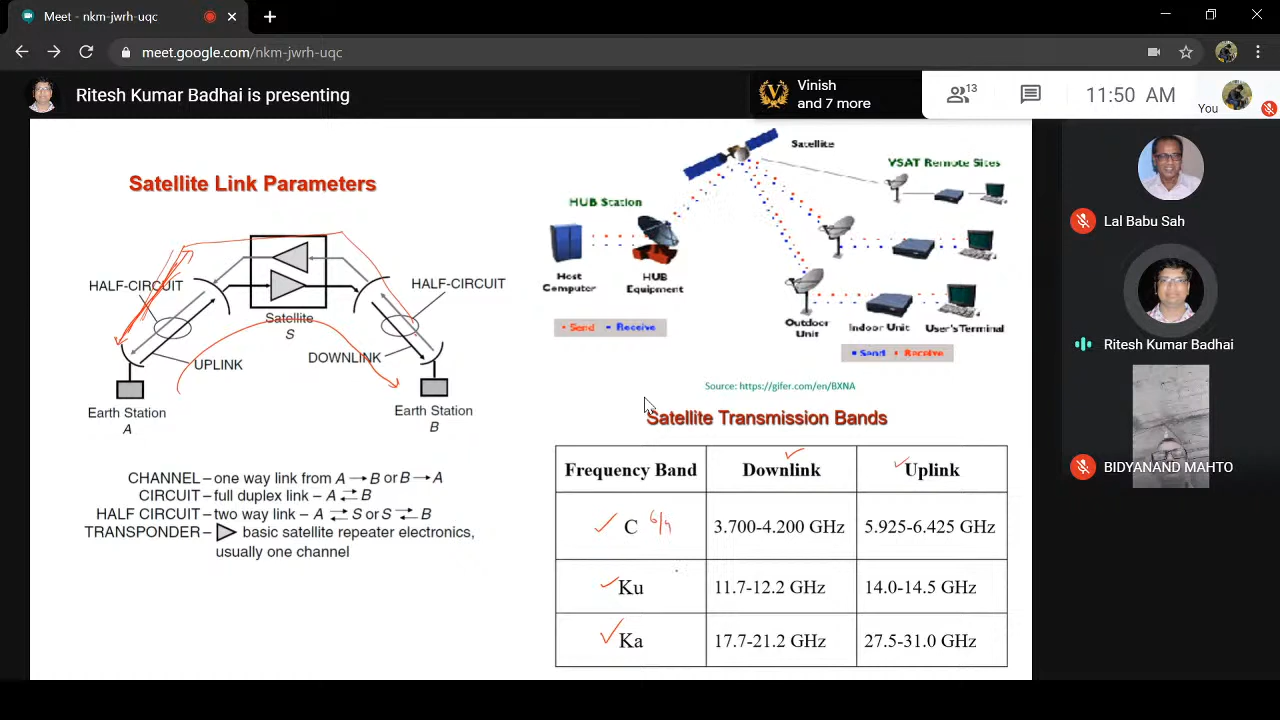 Meet - nkm-jwrh-uqc
meet.google.com/nkm-jwrh-uqc
Ritesh Kumar Badhai is presenting
Vinish
and 7 more
13
11:50 AM
You
Satellite Link Parameters
HALF-CIRCUIT
HALF-CIRCUIT
Satellite
S
UPLINK
DOWNLINK
Earth Station
A
Earth Station
B
CHANNEL – one way link from A → B or B → A
CIRCUIT – full duplex link – A ⇄ B
HALF CIRCUIT – two way link – A ⇄ S or S ⇄ B
TRANSPONDER – basic satellite repeater electronics,
usually one channel
Satellite
VSAT Remote Sites
HUB Station
Host
Computer
HUB
Equipment
• Send • Receive
Outdoor
Unit
Indoor Unit
User's Terminal
• Send • Receive
Source: https://gifer.com/en/BXNA
Satellite Transmission Bands
Frequency Band Downlink Uplink
C 6/4 3.700-4.200 GHz 5.925-6.425 GHz
Ku 11.7-12.2 GHz 14.0-14.5 GHz
Ka 17.7-21.2 GHz 27.5-31.0 GHz
Lal Babu Sah
Ritesh Kumar Badhai
BIDYANAND MAHTO